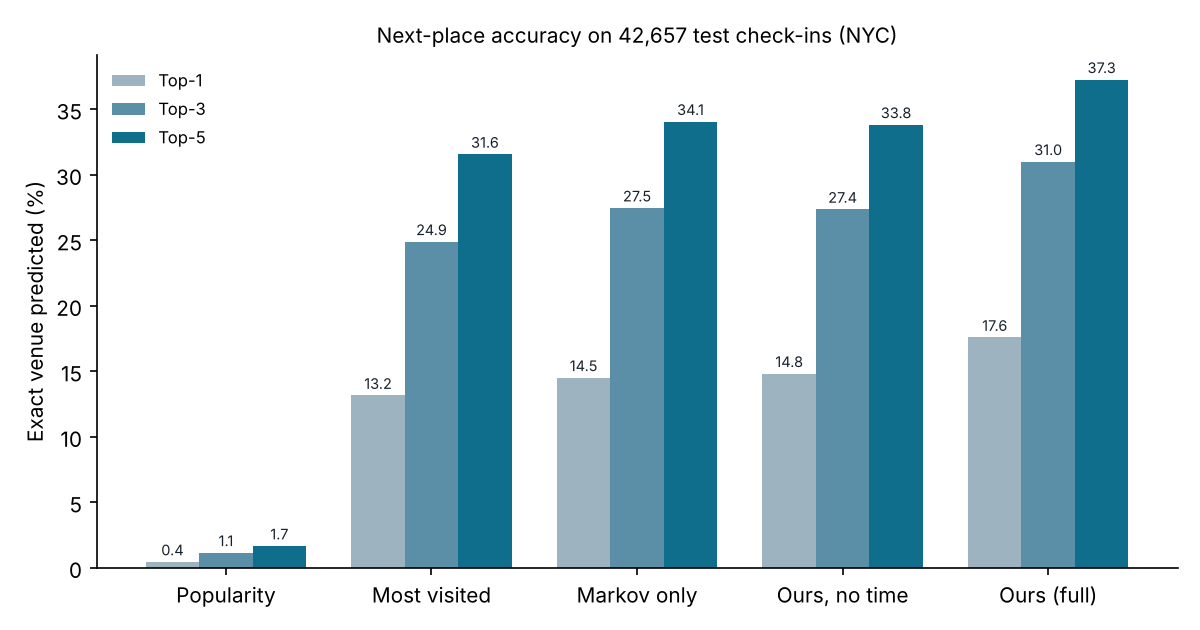 Next-place accuracy on 42,657 test check-ins (NYC)
Top-1
Top-3
Top-5
Exact venue predicted (%)
35
30
25
20
15
10
5
0
0.4
1.1
1.7
13.2
24.9
31.6
14.5
27.5
34.1
14.8
27.4
33.8
17.6
31.0
37.3
Popularity
Most visited
Markov only
Ours, no time
Ours (full)